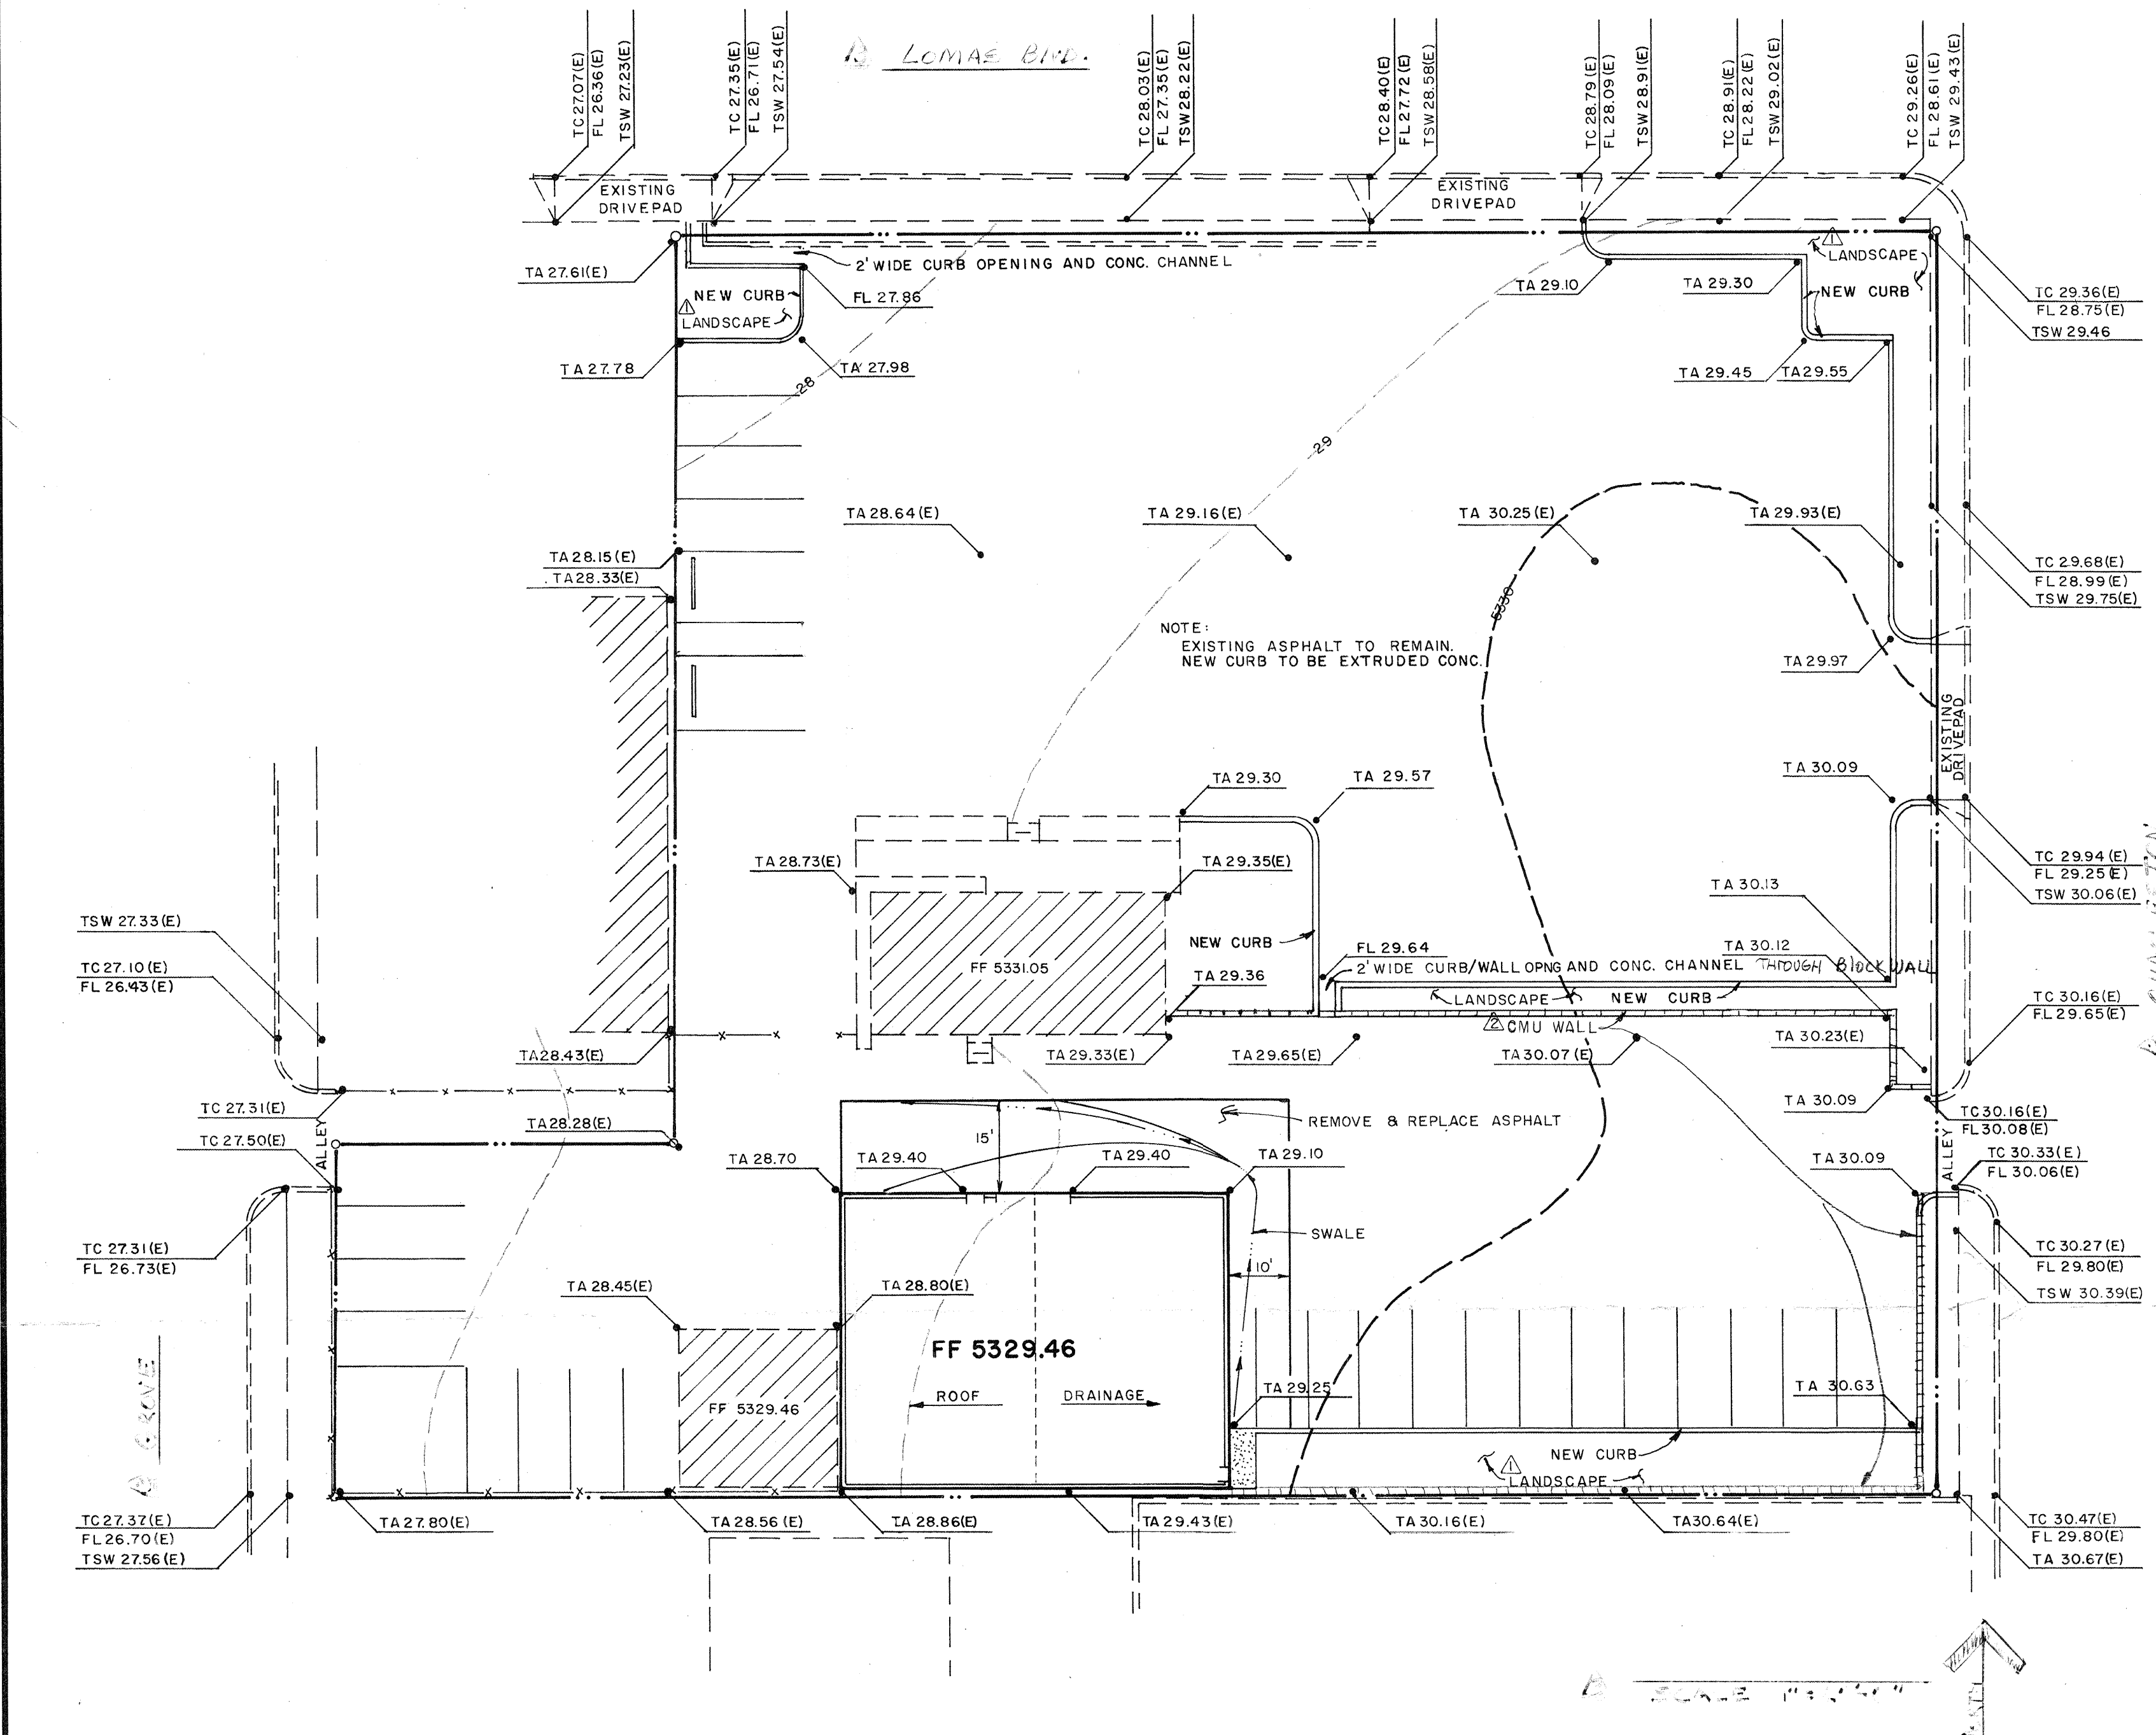 TC 27.07(E)
FL 26.36(E)
TSW 27.23(E)
TC 27.35(E)
FL 26.71(E)
TSW 27.54(E)
LOMAS BLVD.
TC 28.03(E)
FL 27.35(E)
TSW 28.22(E)
TC 28.40(E)
FL 27.72(E)
TSW 28.58(E)
TC 28.79(E)
FL 28.09(E)
TSW 28.91(E)
TC 28.91(E)
FL 28.22(E)
TSW 29.02(E)
TC 29.26(E)
FL 28.61(E)
TSW 29.43(E)
EXISTING
DRIVEPAD
EXISTING
DRIVEPAD
TA 27.61(E)
2' WIDE CURB OPENING AND CONC. CHANNEL
NEW CURB
FL 27.86
1
LANDSCAPE
TA 27.78
TA 27.98
28
TA 29.10
TA 29.30
1
LANDSCAPE
NEW CURB
TC 29.36(E)
FL 28.75(E)
TSW 29.46
TA 29.45
TA 29.55
29
TA 28.64(E)
TA 29.16(E)
TA 30.25(E)
TA 29.93(E)
TA 28.15(E)
TA 28.33(E)
TC 29.68(E)
FL 28.99(E)
TSW 29.75(E)
5330
NOTE:
EXISTING ASPHALT TO REMAIN.
NEW CURB TO BE EXTRUDED CONC.
TA 29.97
EXISTING
DRIVEPAD
TA 29.30
TA 29.57
TA 30.09
TA 28.73(E)
TA 29.35(E)
TC 29.94(E)
FL 29.25(E)
TSW 30.06(E)
TA 30.13
TSW 27.33(E)
TC 27.10(E)
FL 26.43(E)
NEW CURB
FF 5331.05
FL 29.64
TA 30.12
2' WIDE CURB/WALL OPNG AND CONC. CHANNEL THROUGH BLOCK WALL
TA 29.36
LANDSCAPE
NEW CURB
TC 30.16(E)
FL 29.65(E)
2
CMU WALL
TA 28.43(E)
TA 29.33(E)
TA 29.65(E)
TA 30.07(E)
TA 30.23(E)
TC 27.31(E)
TA 30.09
TC 30.16(E)
FL 30.08(E)
REMOVE & REPLACE ASPHALT
TA 28.28(E)
TC 27.50(E)
ALLEY
15'
TA 28.70
TA 29.40
TA 29.40
TA 29.10
TA 30.09
ALLEY
TC 30.33(E)
FL 30.06(E)
SWALE
TC 27.31(E)
FL 26.73(E)
TC 30.27(E)
FL 29.80(E)
TSW 30.39(E)
10'
TA 28.45(E)
TA 28.80(E)
FF 5329.46
GROVE
FF 5329.46
ROOF
DRAINAGE
TA 29.25
TA 30.63
NEW CURB
1
LANDSCAPE
TC 27.37(E)
FL 26.70(E)
TSW 27.56(E)
TA 27.80(E)
TA 28.56(E)
TA 28.86(E)
TA 29.43(E)
TA 30.16(E)
TA 30.64(E)
TC 30.47(E)
FL 29.80(E)
TA 30.67(E)
SCALE